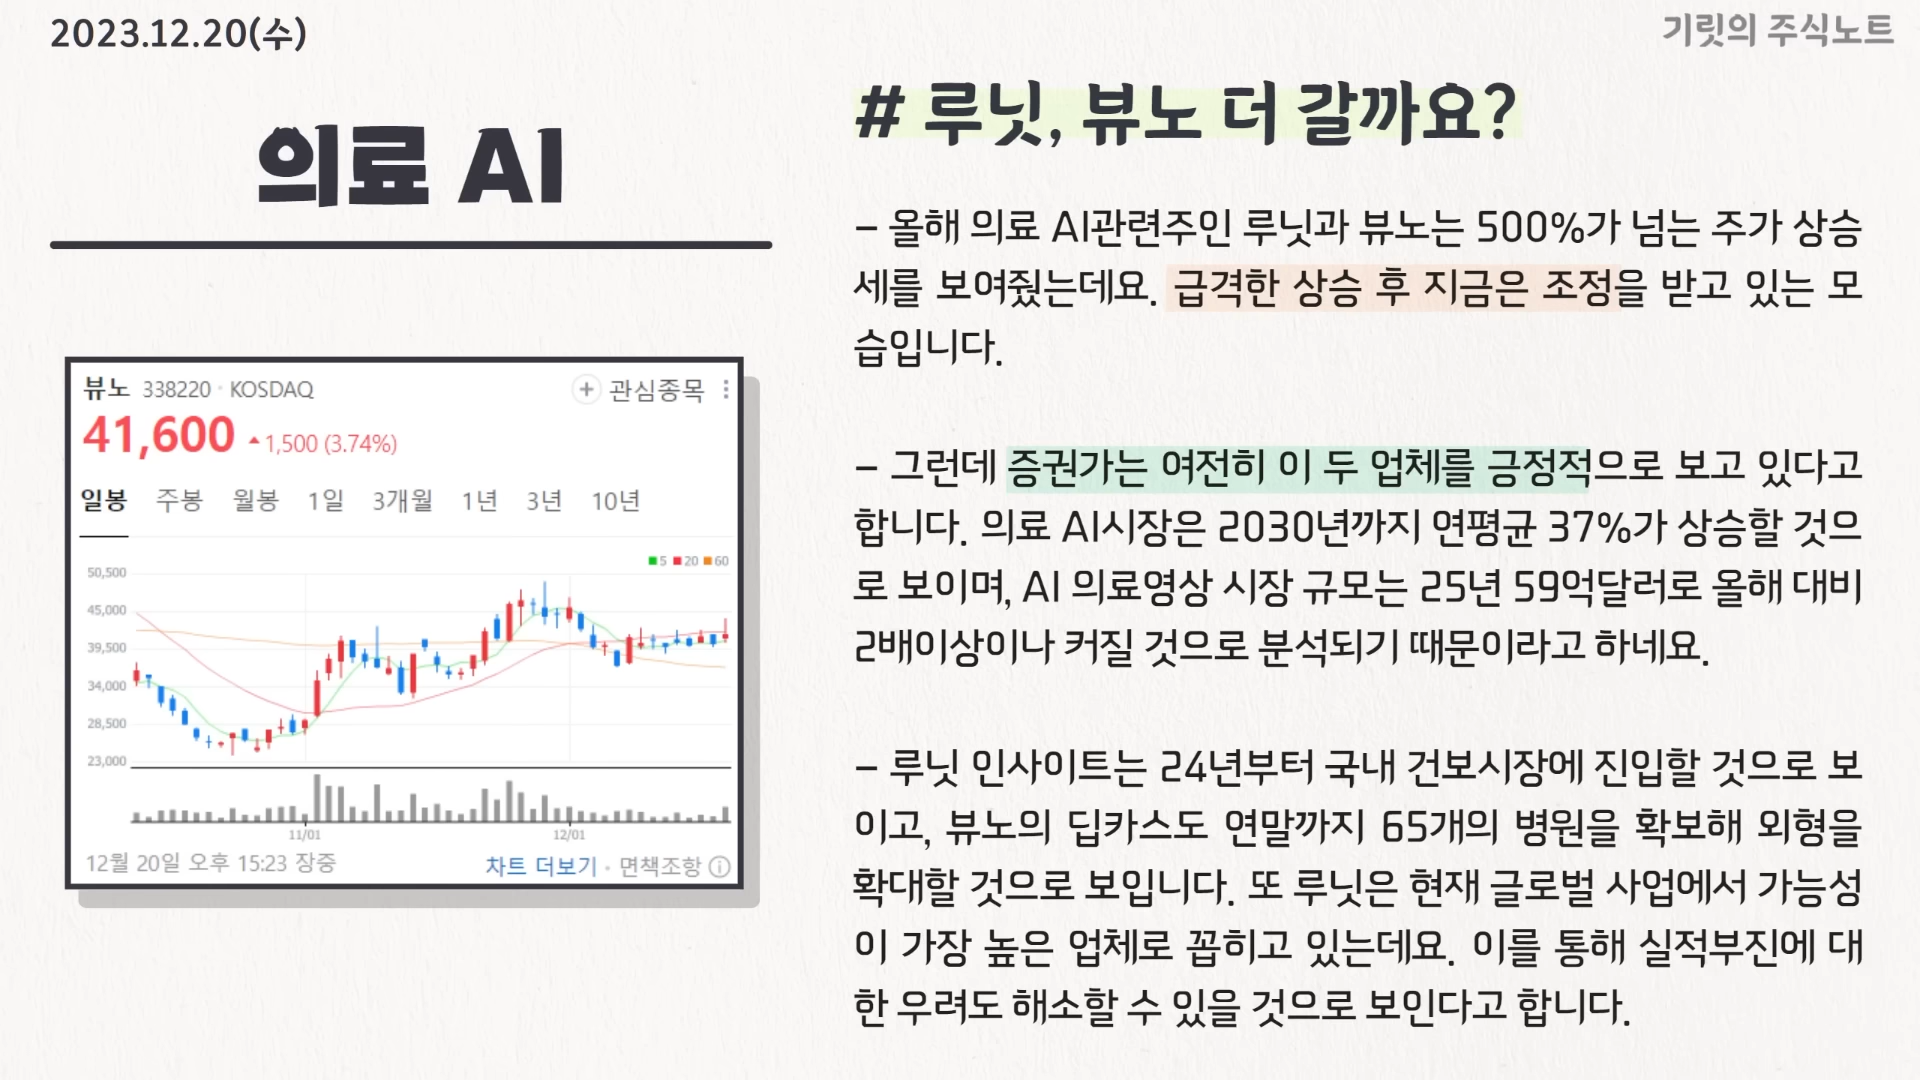 2023.12.20(수)
기릿의 주식노트
의료 AI
뷰노 338220 · KOSDAQ
+ 관심종목
41,600 ▲1,500 (3.74%)
일봉 주봉 월봉 1일 3개월 1년 3년 10년
5 20 60
50,500
45,000
39,500
34,000
28,500
23,000
11/01 12/01
12월 20일 오후 15:23 장중
차트 더보기 · 면책조항
# 루닛, 뷰노 더 갈까요?
– 올해 의료 AI관련주인 루닛과 뷰노는 500%가 넘는 주가 상승
세를 보여줬는데요. 급격한 상승 후 지금은 조정을 받고 있는 모
습입니다.
– 그런데 증권가는 여전히 이 두 업체를 긍정적으로 보고 있다고
합니다. 의료 AI시장은 2030년까지 연평균 37%가 상승할 것으
로 보이며, AI 의료영상 시장 규모는 25년 59억달러로 올해 대비
2배이상이나 커질 것으로 분석되기 때문이라고 하네요.
– 루닛 인사이트는 24년부터 국내 건보시장에 진입할 것으로 보
이고, 뷰노의 딥카스도 연말까지 65개의 병원을 확보해 외형을
확대할 것으로 보입니다. 또 루닛은 현재 글로벌 사업에서 가능성
이 가장 높은 업체로 꼽히고 있는데요. 이를 통해 실적부진에 대
한 우려도 해소할 수 있을 것으로 보인다고 합니다.